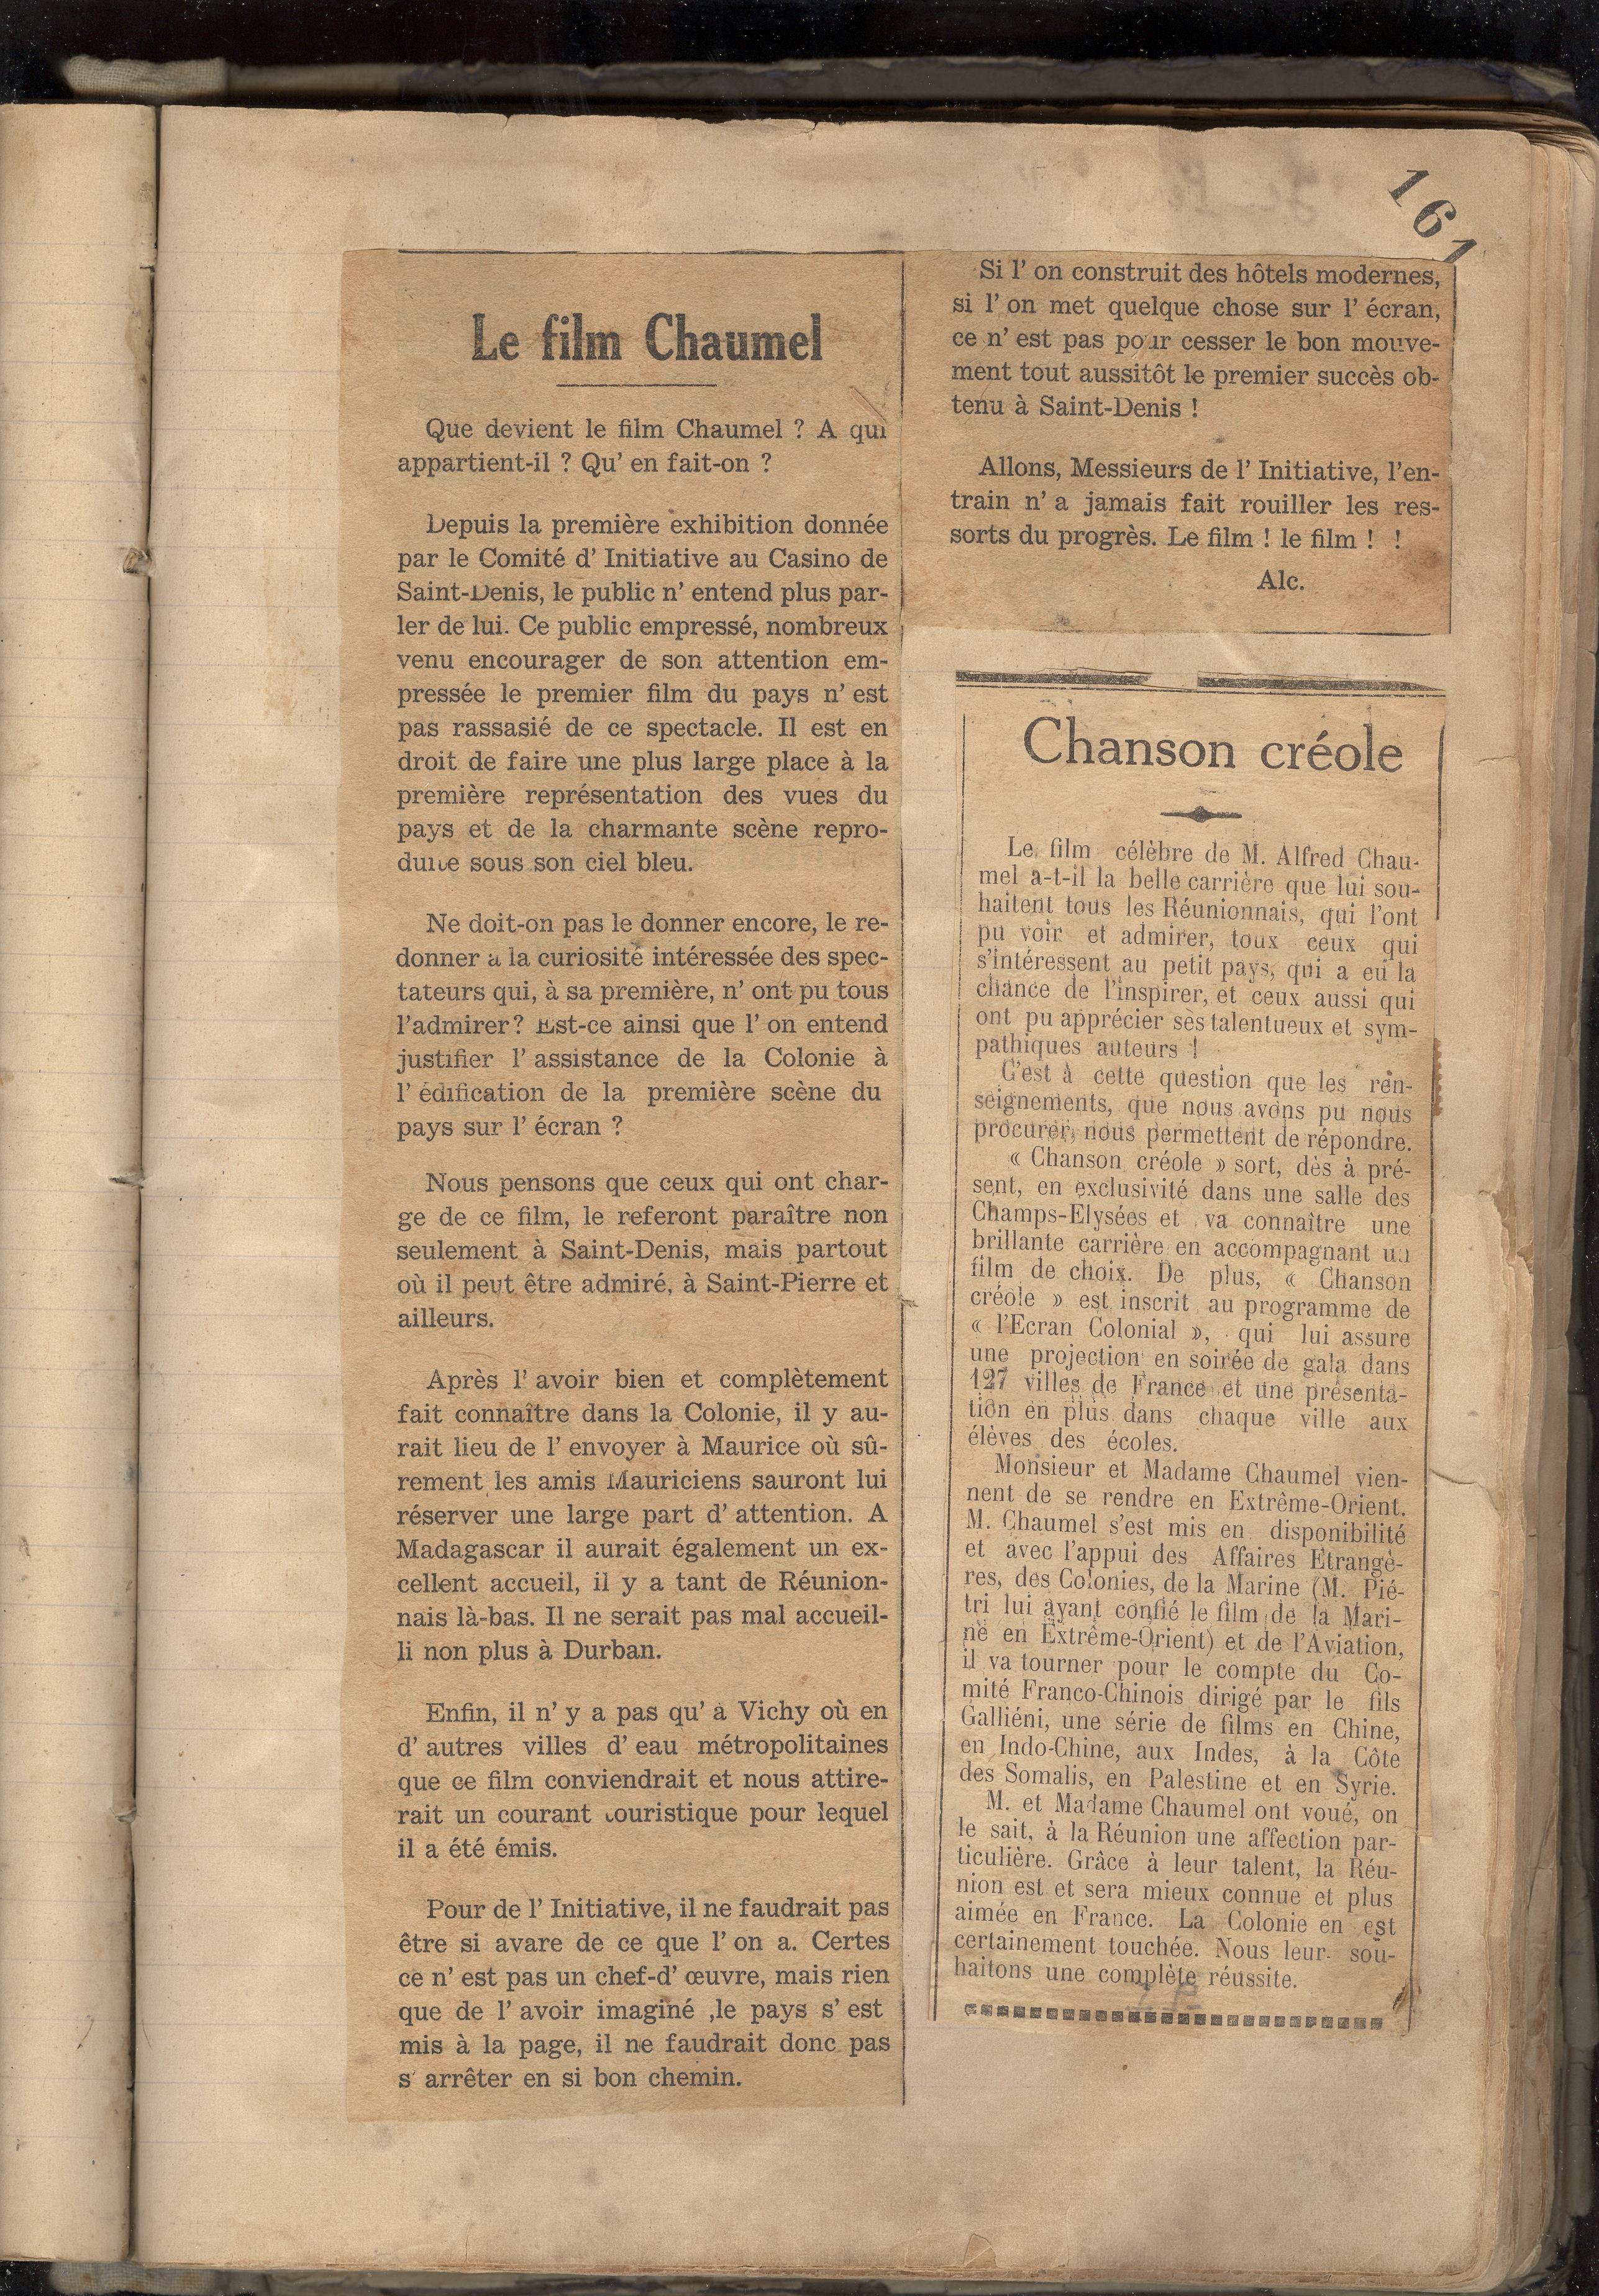 161
Le film Chaumel
Que devient le film Chaumel ? A qui
appartient-il ? Qu' en fait-on ?
Depuis la première exhibition donnée
par le Comité d' Initiative au Casino de
Saint-Denis, le public n' entend plus par-
ler de lui. Ce public empressé, nombreux
venu encourager de son attention em-
pressée le premier film du pays n' est
pas rassasié de ce spectacle. Il est en
droit de faire une plus large place à la
première représentation des vues du
pays et de la charmante scène repro-
duite sous son ciel bleu.
Ne doit-on pas le donner encore, le re-
donner à la curiosité intéressée des spec-
tateurs qui, à sa première, n' ont pu tous
l'admirer? Est-ce ainsi que l' on entend
justifier l' assistance de la Colonie à
l' édification de la première scène du
pays sur l' écran ?
Nous pensons que ceux qui ont char-
ge de ce film, le referont paraître non
seulement à Saint-Denis, mais partout
où il peut être admiré, à Saint-Pierre et
ailleurs.
Après l' avoir bien et complètement
fait connaître dans la Colonie, il y au-
rait lieu de l' envoyer à Maurice où sû-
rement les amis Mauriciens sauront lui
réserver une large part d' attention. A
Madagascar il aurait également un ex-
cellent accueil, il y a tant de Réunion-
nais là-bas. Il ne serait pas mal accueil-
li non plus à Durban.
Enfin, il n' y a pas qu' à Vichy où en
d' autres villes d' eau métropolitaines
que ce film conviendrait et nous attire-
rait un courant touristique pour lequel
il a été émis.
Pour de l' Initiative, il ne faudrait pas
être si avare de ce que l' on a. Certes
ce n' est pas un chef-d' œuvre, mais rien
que de l' avoir imaginé ,le pays s' est
mis à la page, il ne faudrait donc pas
s' arrêter en si bon chemin.
Si l' on construit des hôtels modernes,
si l' on met quelque chose sur l' écran,
ce n' est pas pour cesser le bon mouve-
ment tout aussitôt le premier succès ob-
tenu à Saint-Denis !
Allons, Messieurs de l' Initiative, l'en-
train n' a jamais fait rouiller les res-
sorts du progrès. Le film ! le film ! !
Alc.
Chanson créole
Le film célèbre de M. Alfred Chau-
mel a-t-il la belle carrière que lui sou-
haitent tous les Réunionnais, qui l'ont
pu voir et admirer, toux ceux qui
s'intéressent au petit pays, qui a eu la
chance de l'inspirer, et ceux aussi qui
ont pu apprécier ses talentueux et sym-
pathiques auteurs !
C'est à cette question que les ren-
seignements, que nous avons pu nous
procurer, nous permettent de répondre.
« Chanson créole » sort, dès à pré-
sent, en exclusivité dans une salle des
Champs-Elysées et va connaître une
brillante carrière en accompagnant un
film de choix. De plus, « Chanson
créole » est inscrit au programme de
« l'Ecran Colonial », qui lui assure
une projection en soirée de gala dans
127 villes de France et une présenta-
tion en plus dans chaque ville aux
élèves des écoles.
Monsieur et Madame Chaumel vien-
nent de se rendre en Extrême-Orient.
M. Chaumel s'est mis en disponibilité
et avec l'appui des Affaires Etrangè-
res, des Colonies, de la Marine (M. Pié-
tri lui ayant confié le film de la Mari-
ne en Extrême-Orient) et de l'Aviation,
il va tourner pour le compte du Co-
mité Franco-Chinois dirigé par le fils
Galliéni, une série de films en Chine,
en Indo-Chine, aux Indes, à la Côte
des Somalis, en Palestine et en Syrie.
M. et Madame Chaumel ont voué, on
le sait, à la Réunion une affection par-
ticulière. Grâce à leur talent, la Réu-
nion est et sera mieux connue et plus
aimée en France. La Colonie en est
certainement touchée. Nous leur sou-
haitons une complète réussite.